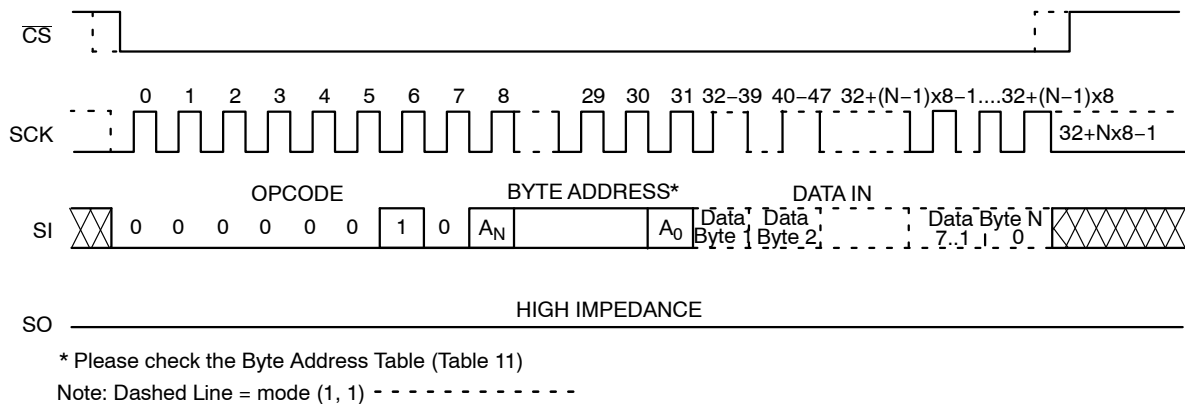 CS
0 1 2 3 4 5 6 7 8 29 30 31 32–39 40–47 32+(N–1)x8–1....32+(N–1)x8
SCK
32+Nx8–1
OPCODE BYTE ADDRESS* DATA IN
SI 0 0 0 0 0 0 1 0 AN A0 Data Byte 1 Data Byte 2 Data Byte N 7..1 0
HIGH IMPEDANCE
SO
* Please check the Byte Address Table (Table 11)
Note: Dashed Line = mode (1, 1) - - - - - - - - - - - - -